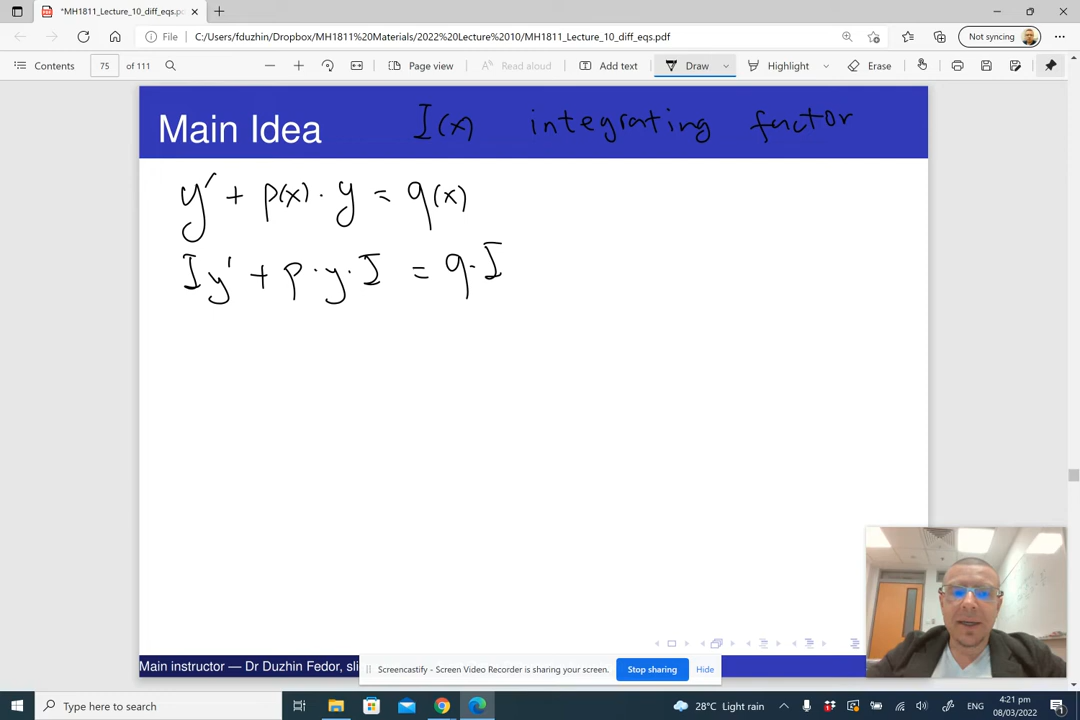 *MH1811_Lecture_10_diff_eqs.pd
File C:/Users/fduzhin/Dropbox/MH1811%20Materials/2022%20Lecture%2010/MH1811_Lecture_10_diff_eqs.pdf Not syncing
Contents 75 of 111 Page view Read aloud Add text Draw Highlight Erase
Main Idea I(x) integrating factor
y' + p(x) · y = q(x)
Iy' + p · y · I = q · I
Main instructor — Dr Duzhin Fedor, sli
Screencastify - Screen Video Recorder is sharing your screen. Stop sharing Hide
Type here to search 28°C Light rain ENG 4:21 pm
08/03/2022